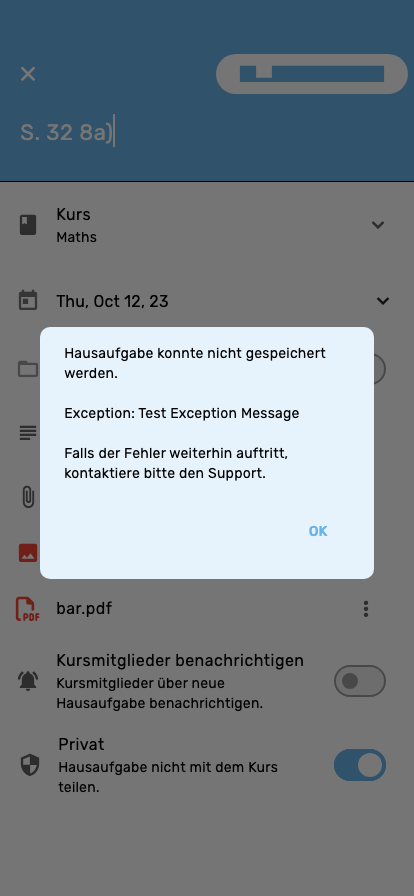 S. 32 8a)
Kurs
Maths
Thu, Oct 12, 23
Hausaufgabe konnte nicht gespeichert
werden.
Exception: Test Exception Message
Falls der Fehler weiterhin auftritt,
kontaktiere bitte den Support.
OK
PDF
bar.pdf
Kursmitglieder benachrichtigen
Kursmitglieder über neue
Hausaufgabe benachrichtigen.
Privat
Hausaufgabe nicht mit dem Kurs
teilen.